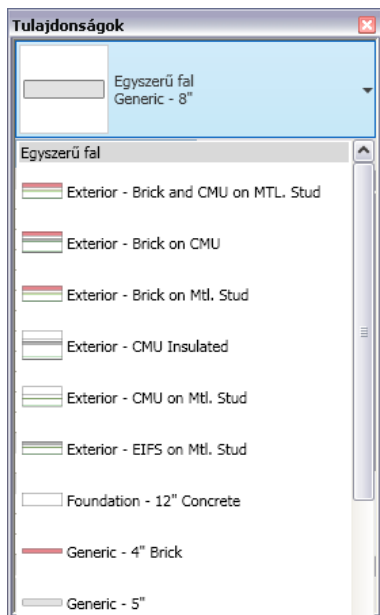 Tulajdonságok
Egyszerű fal
Generic - 8"
Egyszerű fal
Exterior - Brick and CMU on MTL. Stud
Exterior - Brick on CMU
Exterior - Brick on Mtl. Stud
Exterior - CMU Insulated
Exterior - CMU on Mtl. Stud
Exterior - EIFS on Mtl. Stud
Foundation - 12" Concrete
Generic - 4" Brick
Generic - 5"